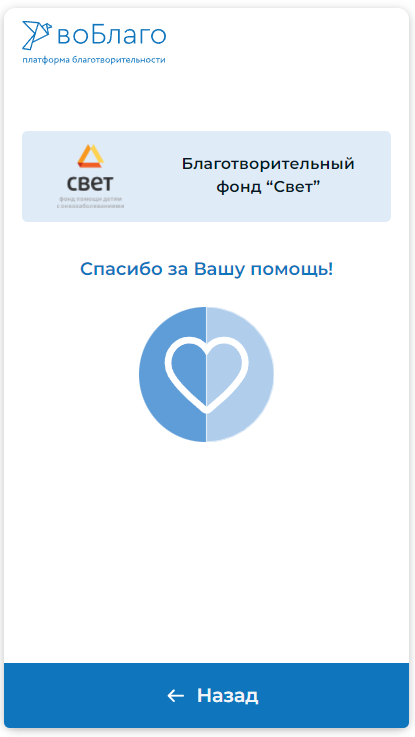 воБлаго
платформа благотворительности
свет
фонд помощи детям
с онкозаболеваниями
Благотворительный
фонд “Свет”
Спасибо за Вашу помощь!
← Назад